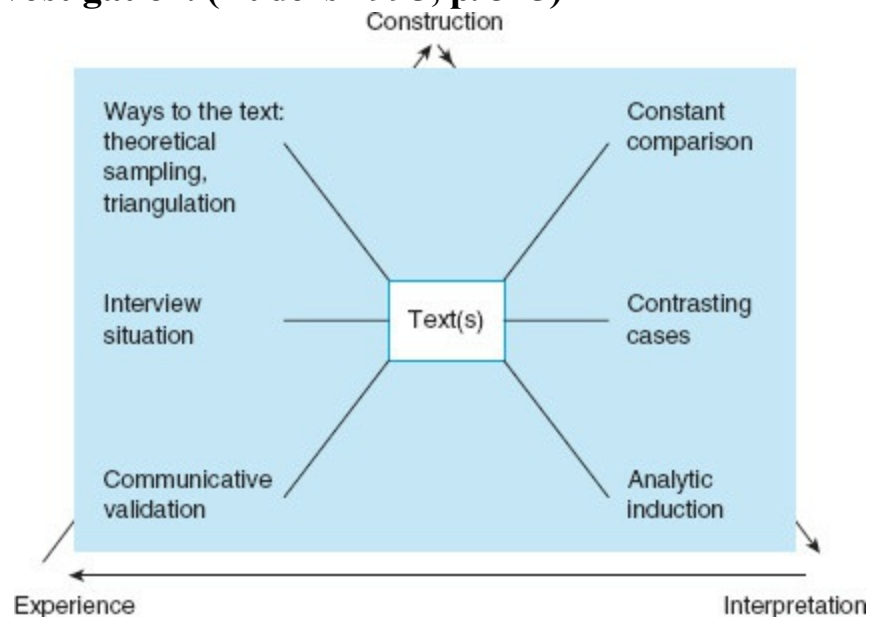 Construction
Ways to the text:
theoretical
sampling,
triangulation
Constant
comparison
Interview
situation
Text(s)
Contrasting
cases
Communicative
validation
Analytic
induction
Experience
Interpretation